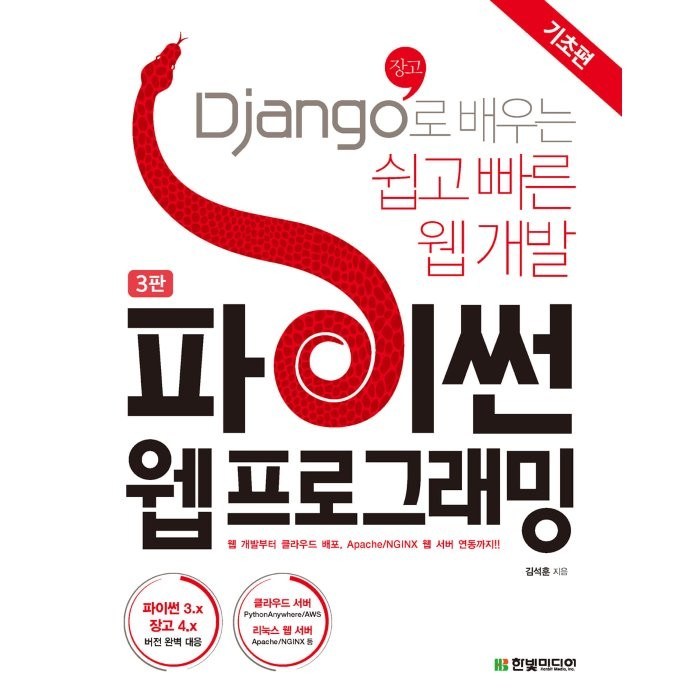 기초편
장고
Django로 배우는
쉽고 빠른
웹 개발
3판
파이썬
웹 프로그래밍
웹 개발부터 클라우드 배포, Apache/NGINX 웹 서버 연동까지!!
김석훈 지음
파이썬 3.x
장고 4.x
버전 완벽 대응
클라우드 서버
PythonAnywhere/AWS
리눅스 웹 서버
Apache/NGINX 등
HB 한빛미디어
Hanbit Media, Inc.